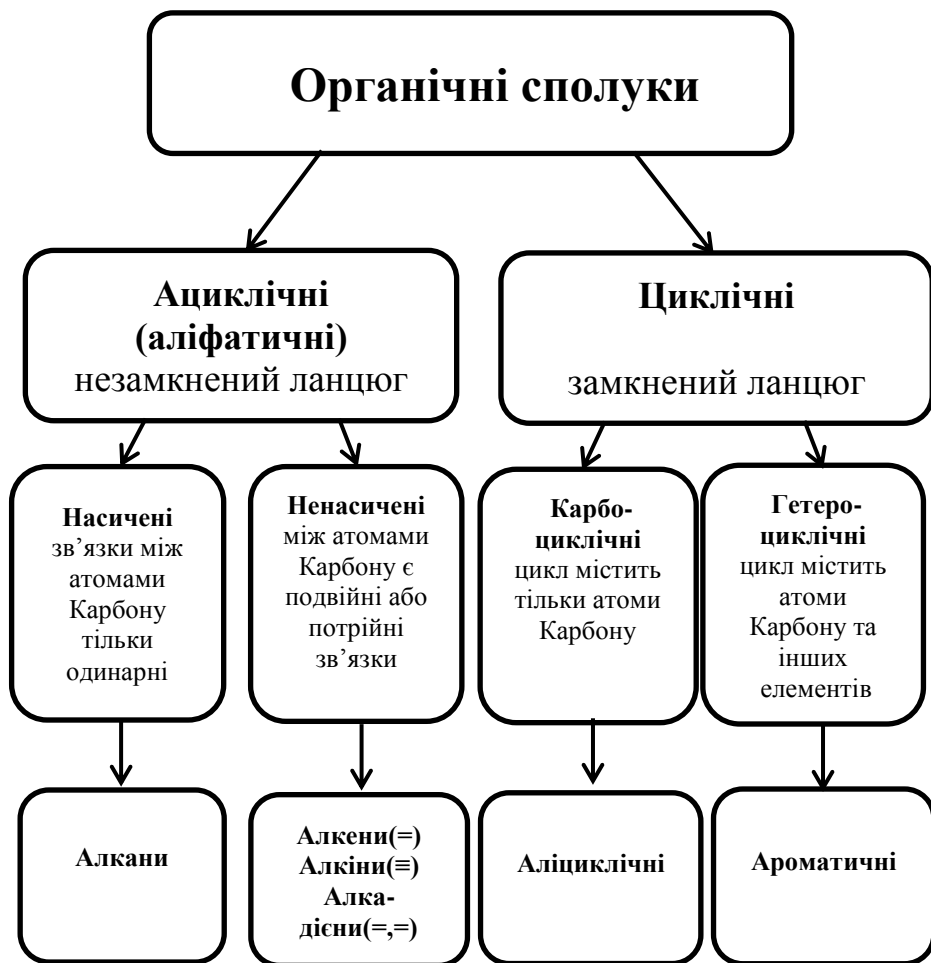 Органічні сполуки
Ациклічні
(аліфатичні)
незамкнений ланцюг
Циклічні
замкнений ланцюг
Насичені
зв’язки між
атомами
Карбону
тільки
одинарні
Ненасичені
між атомами
Карбону є
подвійні або
потрійні
зв’язки
Карбо-
циклічні
цикл містить
тільки атоми
Карбону
Гетеро-
циклічні
цикл містить
атоми
Карбону та
інших
елементів
Алкани
Алкени(=)
Алкіни(≡)
Алка-
дієни(=,=)
Аліциклічні
Ароматичні